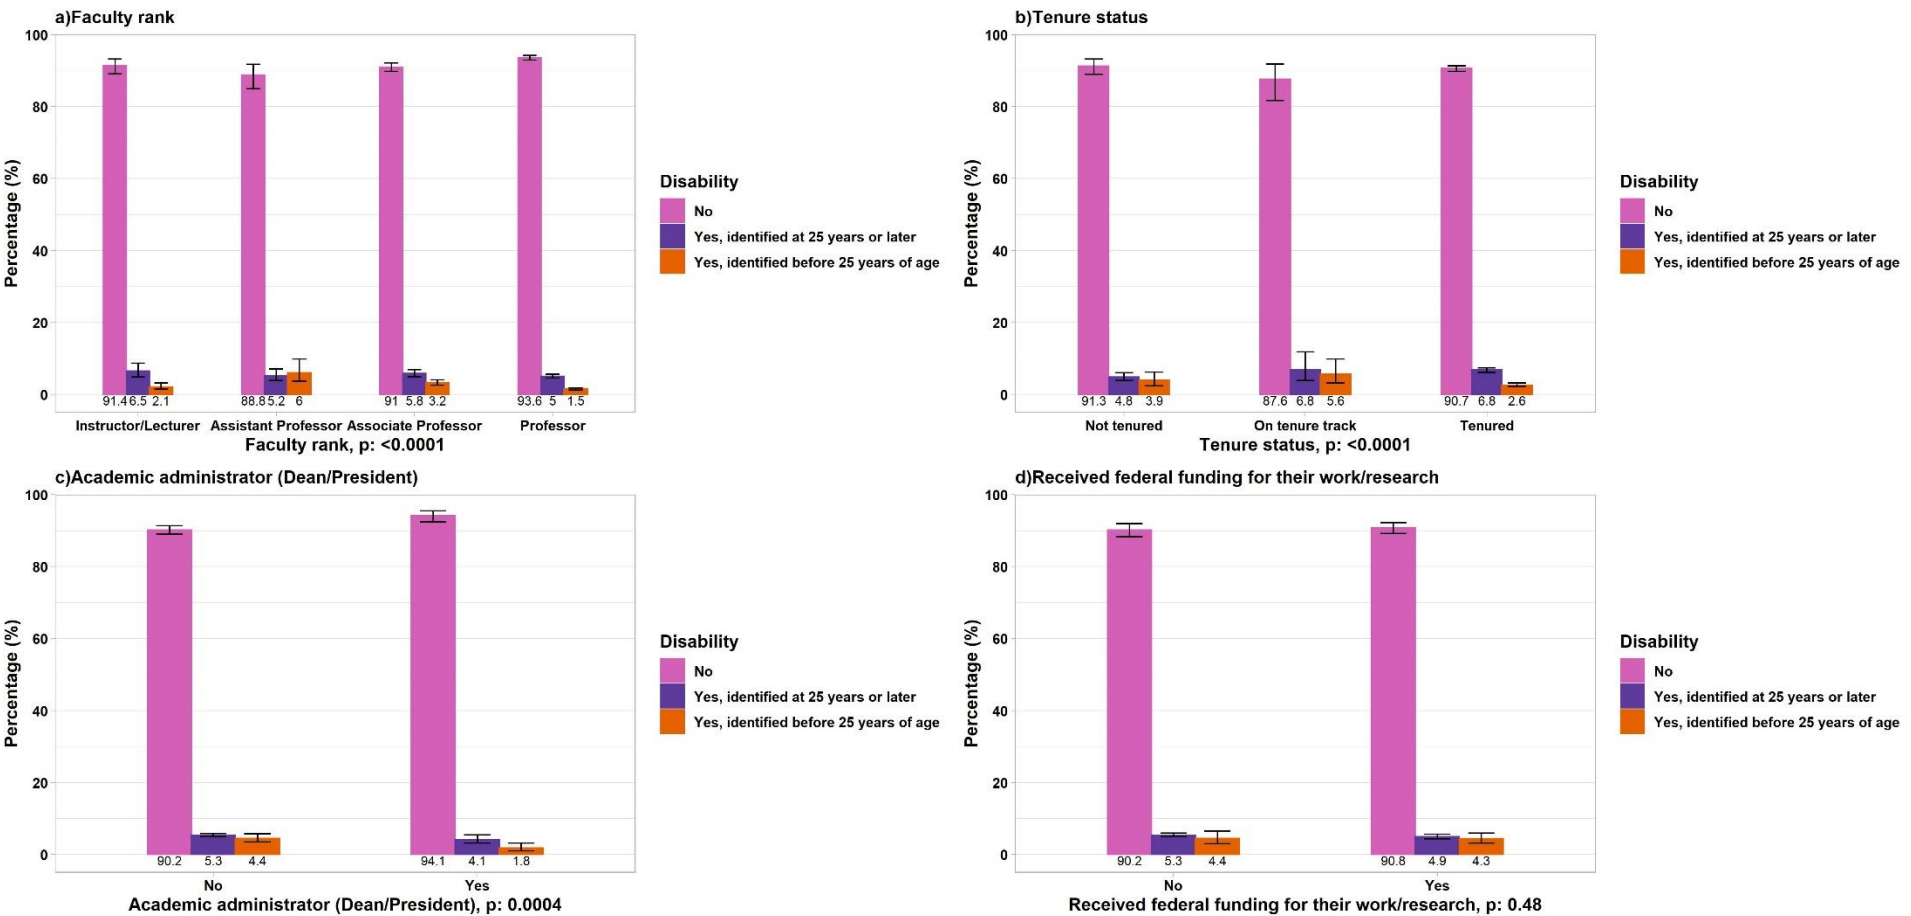 a)Faculty rank
100
80
60
40
20
0
Percentage (%)
91.4 6.5 2.1 88.8 5.2 6 91 5.8 3.2 93.6 5 1.5
Instructor/Lecturer Assistant Professor Associate Professor Professor
Faculty rank, p: <0.0001
Disability
No
Yes, identified at 25 years or later
Yes, identified before 25 years of age
b)Tenure status
100
80
60
40
20
0
Percentage (%)
91.3 4.8 3.9 87.6 6.8 5.6 90.7 6.8 2.6
Not tenured On tenure track Tenured
Tenure status, p: <0.0001
Disability
No
Yes, identified at 25 years or later
Yes, identified before 25 years of age
c)Academic administrator (Dean/President)
100
80
60
40
20
0
Percentage (%)
90.2 5.3 4.4 94.1 4.1 1.8
No Yes
Academic administrator (Dean/President), p: 0.0004
Disability
No
Yes, identified at 25 years or later
Yes, identified before 25 years of age
d)Received federal funding for their work/research
100
80
60
40
20
0
Percentage (%)
90.2 5.3 4.4 90.8 4.9 4.3
No Yes
Received federal funding for their work/research, p: 0.48
Disability
No
Yes, identified at 25 years or later
Yes, identified before 25 years of age